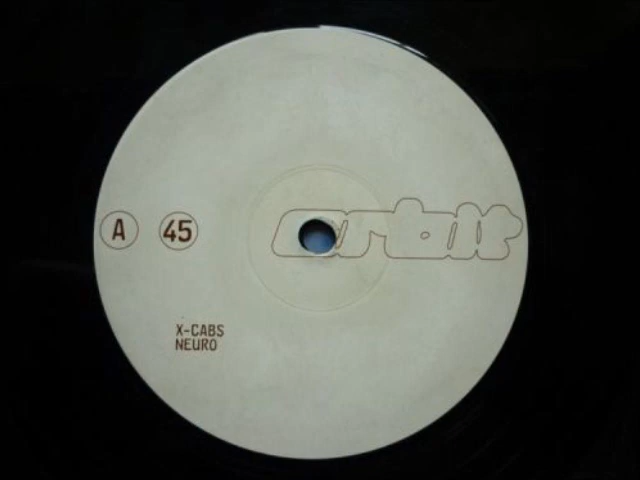 A
45
orbit
X-CABS
NEURO